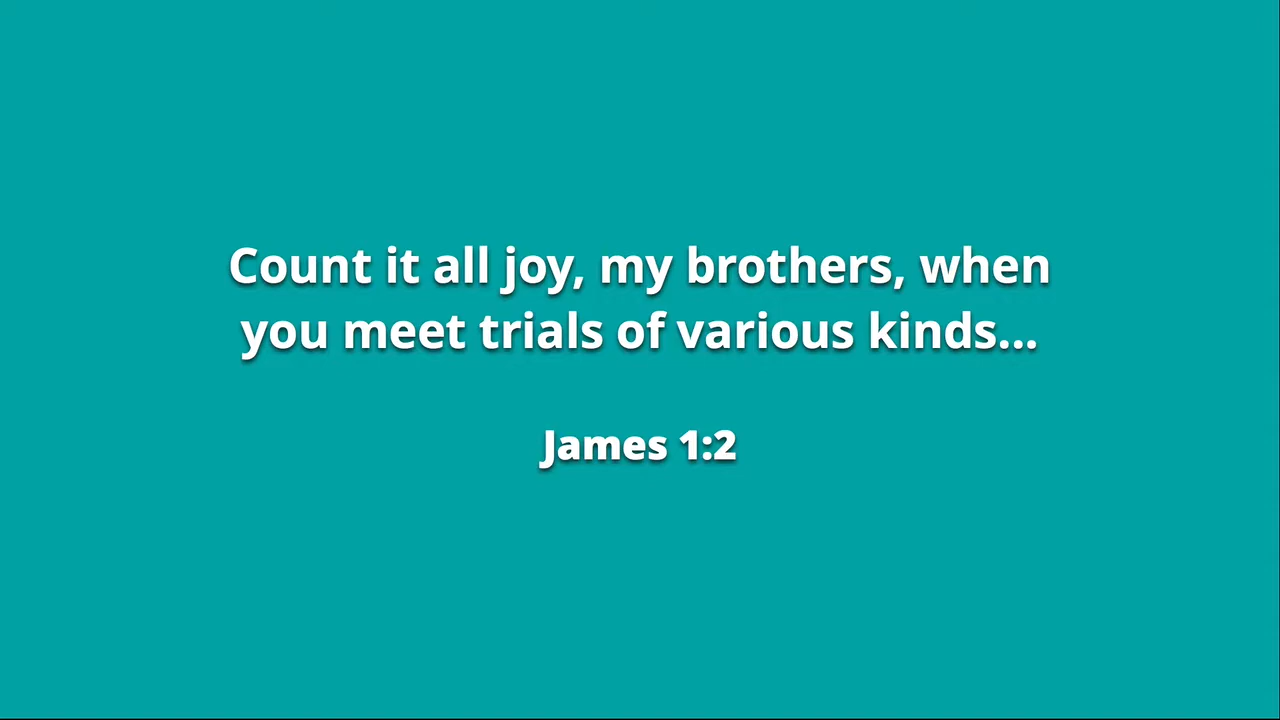 Count it all joy, my brothers, when
you meet trials of various kinds...
James 1:2